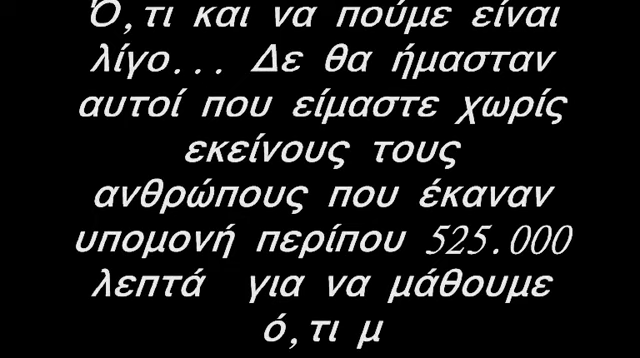 Ό,τι και να πούμε είναι
λίγο... Δε θα ήμασταν
αυτοί που είμαστε χωρίς
εκείνους τους
ανθρώπους που έκαναν
υπομονή περίπου 525.000
λεπτά για να μάθουμε
ό,τι μ